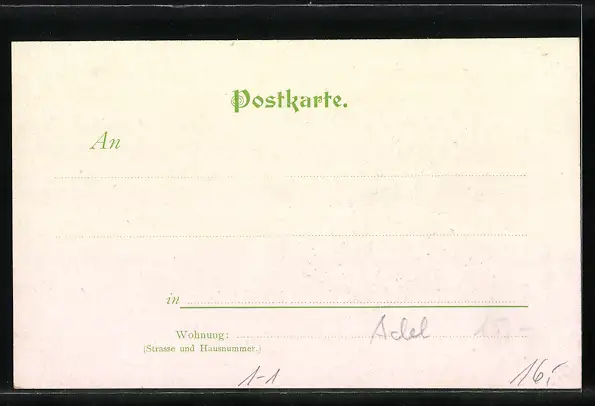 Postkarte.
An
in
Wohnung: Adel
(Strasse und Hausnummer.)
1-1 16,-